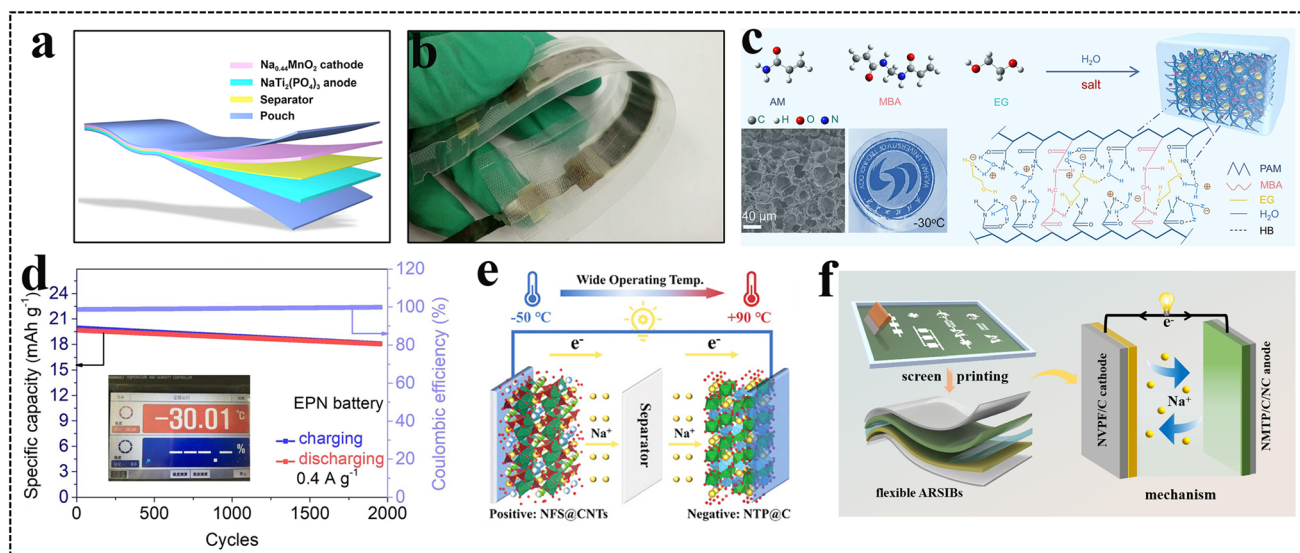 a
Na0.44MnO2 cathode
NaTi2(PO4)3 anode
Separator
Pouch
b
c
AM
MBA
EG
H2O
salt
C H O N
40 μm
WUHAN UNIVERSITY OF TECHNOLOGY
-30°C
PAM
MBA
EG
H2O
HB
d
Specific capacity (mAh g-1)
24
21
18
15
12
9
6
3
0
120
100
80
60
40
20
0
Coulombic efficiency (%)
-30.01 °C
---.- %
EPN battery
charging
discharging
0.4 A g-1
0 500 1000 1500 2000
Cycles
e
Wide Operating Temp.
-50 °C
+90 °C
e-
e-
Na+
Separator
Na+
Positive: NFS@CNTs
Negative: NTP@C
f
screen printing
flexible ARSIBs
e-
NVPF/C cathode
Na+
NMTP/C/NC anode
mechanism